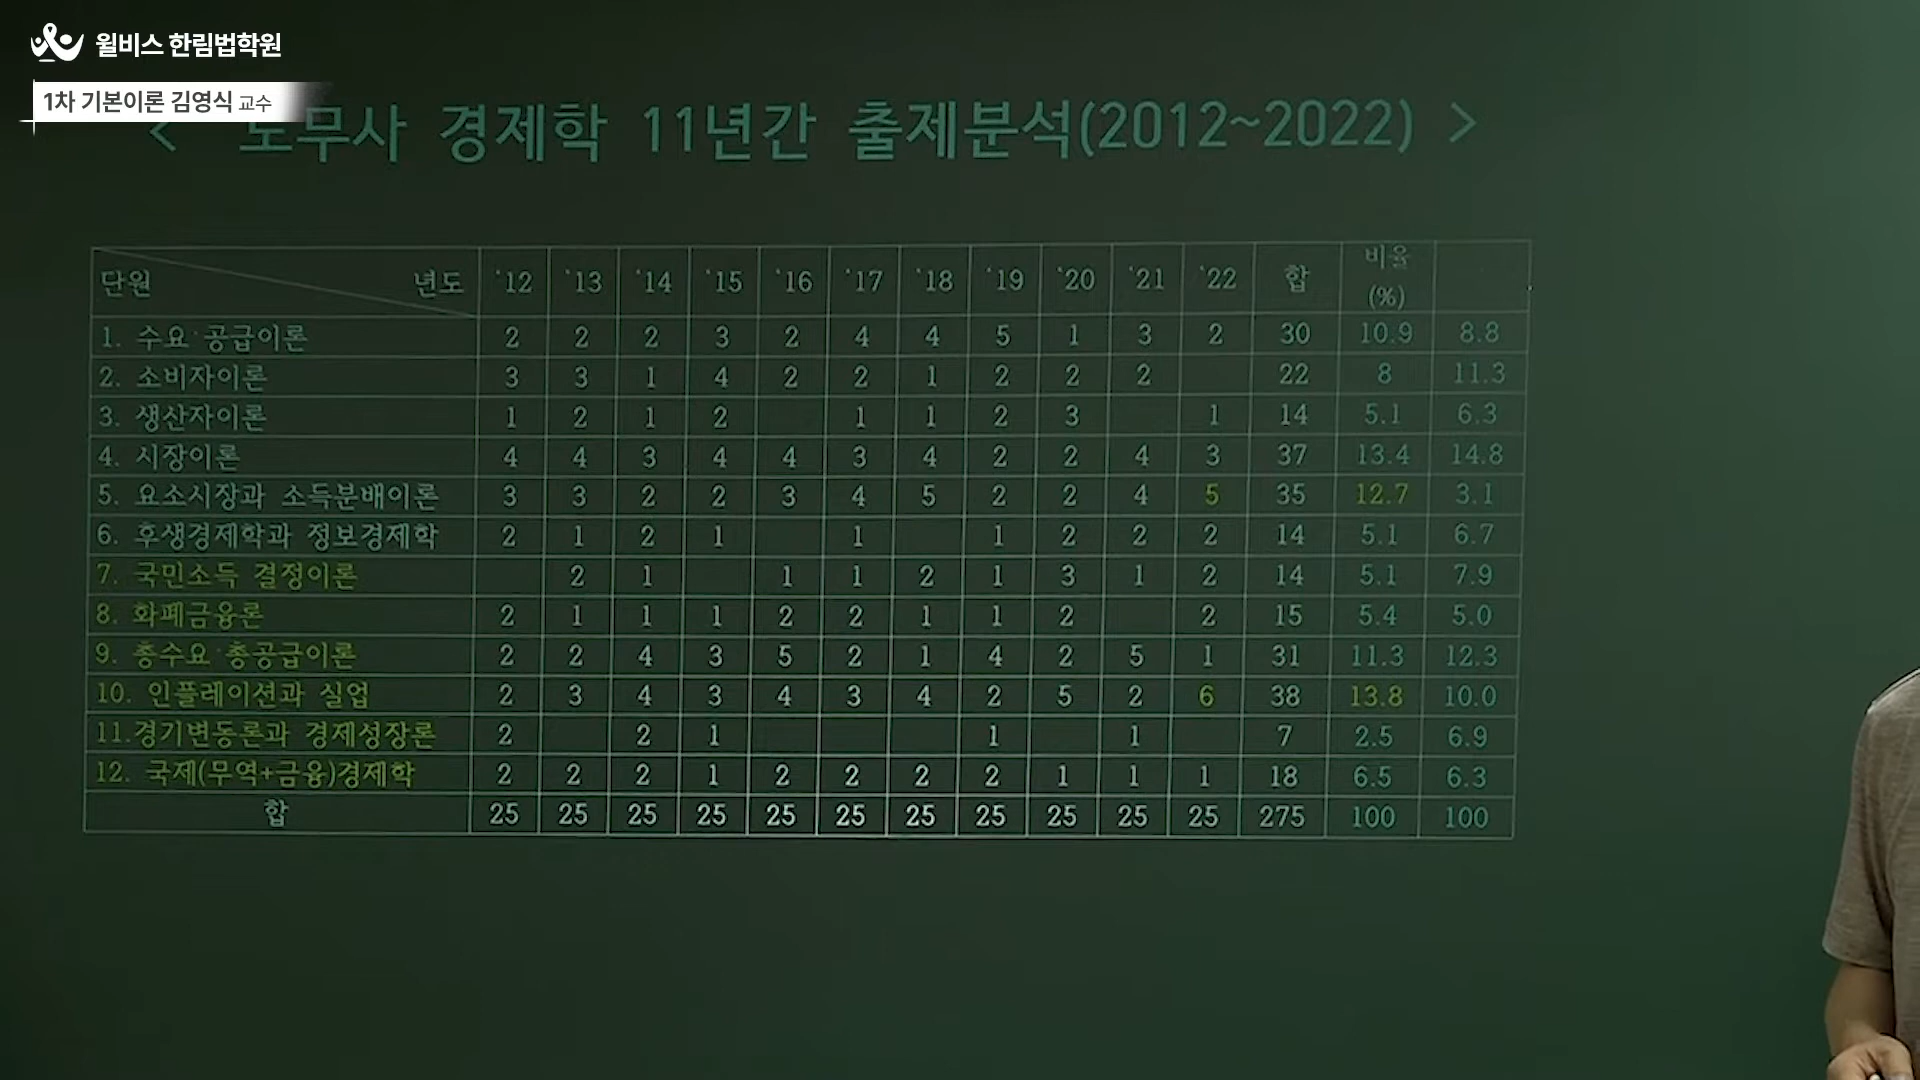 윌비스 한림법학원
1차 기본이론 김영식 교수
< 노무사 경제학 11년간 출제분석(2012~2022) >
단원 년도 '12 '13 '14 '15 '16 '17 '18 '19 '20 '21 '22 합 비율(%)
1. 수요·공급이론 2 2 2 3 2 4 4 5 1 3 2 30 10.9 8.8
2. 소비자이론 3 3 1 4 2 2 1 2 2 2 22 8 11.3
3. 생산자이론 1 2 1 2 1 1 2 3 1 14 5.1 6.3
4. 시장이론 4 4 3 4 4 3 4 2 2 4 3 37 13.4 14.8
5. 요소시장과 소득분배이론 3 3 2 2 3 4 5 2 2 4 5 35 12.7 3.1
6. 후생경제학과 정보경제학 2 1 2 1 1 1 2 2 2 14 5.1 6.7
7. 국민소득 결정이론 2 1 1 1 2 1 3 1 2 14 5.1 7.9
8. 화폐금융론 2 1 1 1 2 2 1 1 2 2 15 5.4 5.0
9. 총수요·총공급이론 2 2 4 3 5 2 1 4 2 5 1 31 11.3 12.3
10. 인플레이션과 실업 2 3 4 3 4 3 4 2 5 2 6 38 13.8 10.0
11.경기변동론과 경제성장론 2 2 1 1 1 7 2.5 6.9
12. 국제(무역+금융)경제학 2 2 2 1 2 2 2 2 1 1 1 18 6.5 6.3
합 25 25 25 25 25 25 25 25 25 25 25 275 100 100